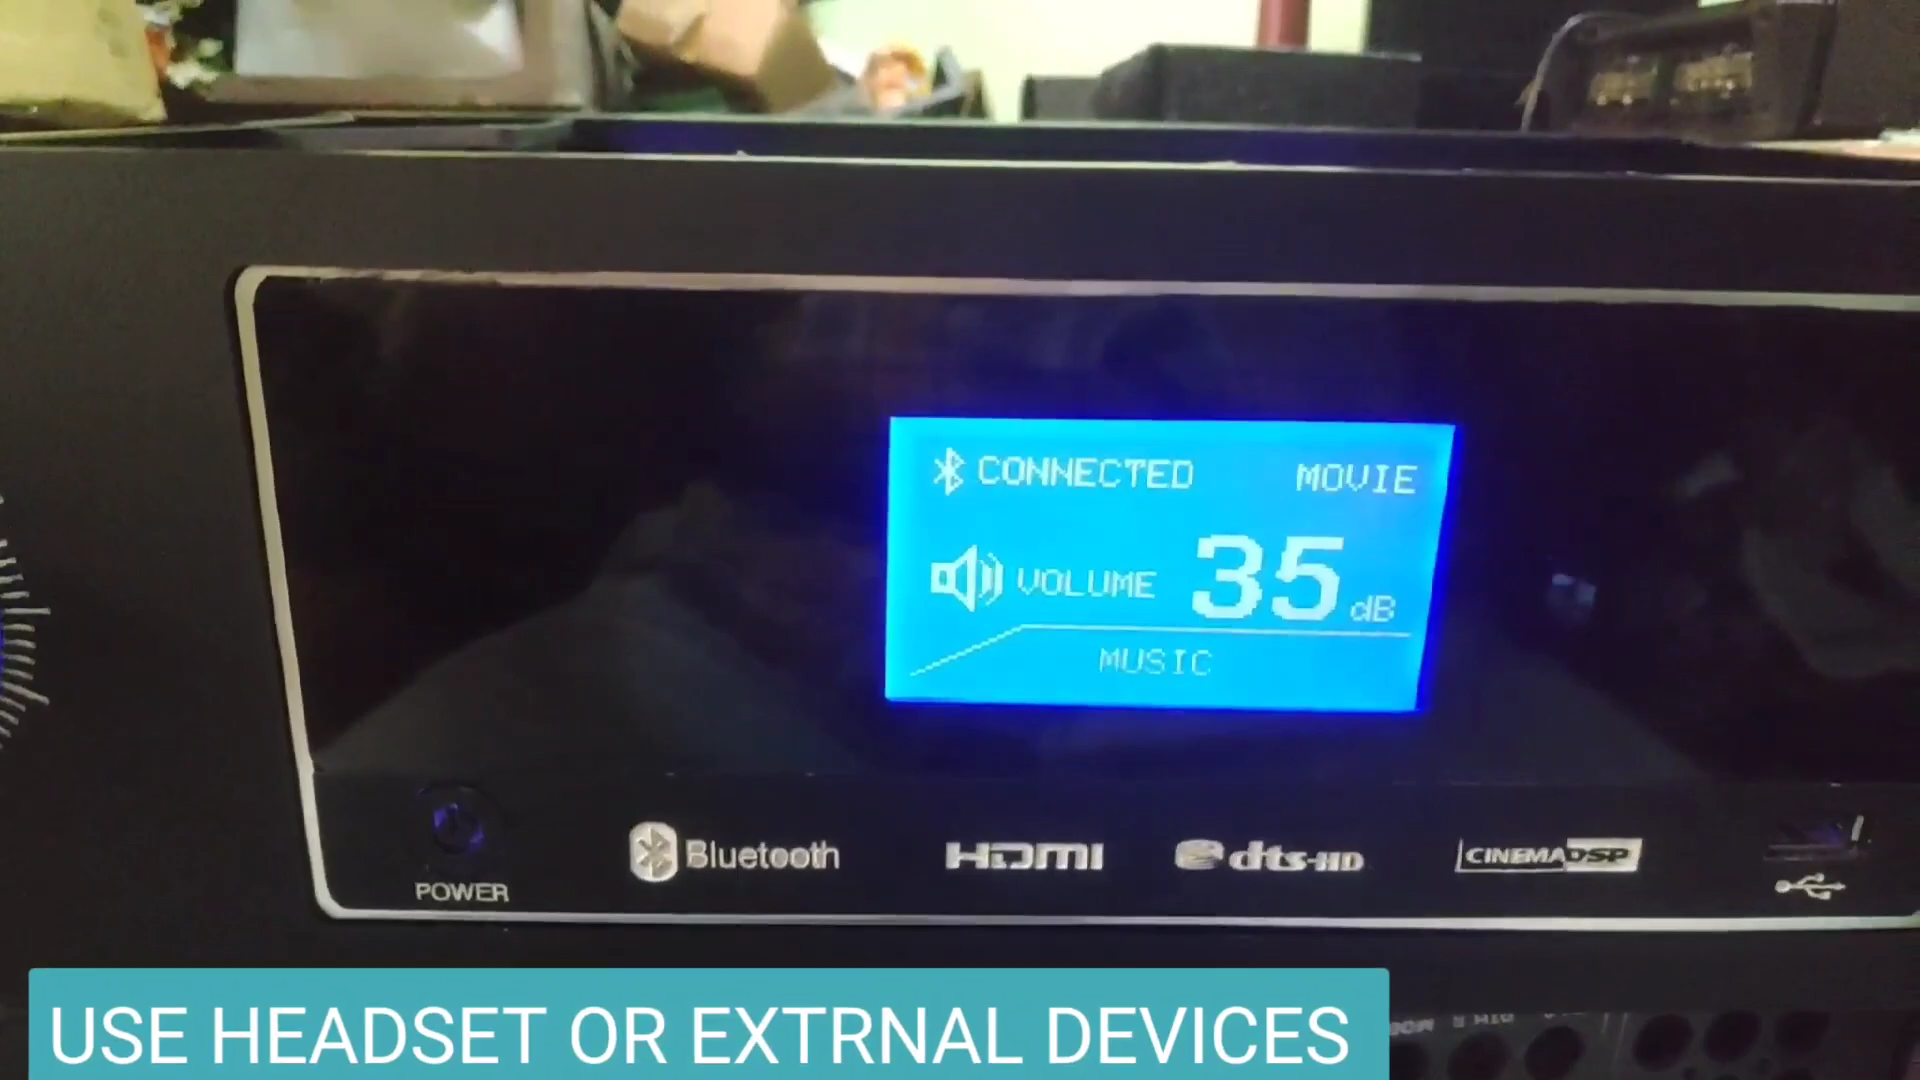 CONNECTED MOVIE
VOLUME 35 dB
MUSIC
POWER
Bluetooth
HDMI
dts-HD
CINEMA DSP
USE HEADSET OR EXTRNAL DEVICES